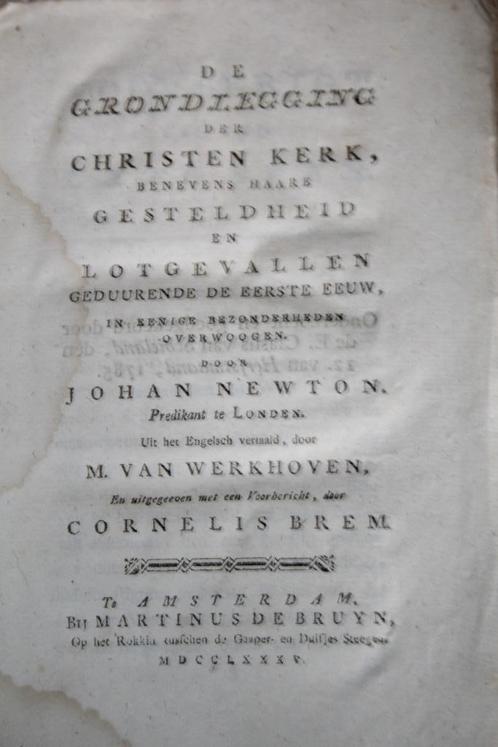 DE
GRONDLEGGING
DER
CHRISTEN KERK,
BENEVENS HAARE
GESTELDHEID
EN
LOTGEVALLEN
GEDUURENDE DE EERSTE EEUW,
IN EENIGE BEZONDERHEDEN
OVERWOOGEN.
DOOR
JOHAN NEWTON.
Predikant te LONDEN.
Uit het Engelsch vertaald, door
M. VAN WERKHOVEN,
En uitgegeeven met een Voorbericht, door
CORNELIS BREM.
Te AMSTERDAM,
Bij MARTINUS DE BRUYN,
Op het Rokkin tusschen de Gaaper- en Duifjes Steegen.
MDCCLXXXV.